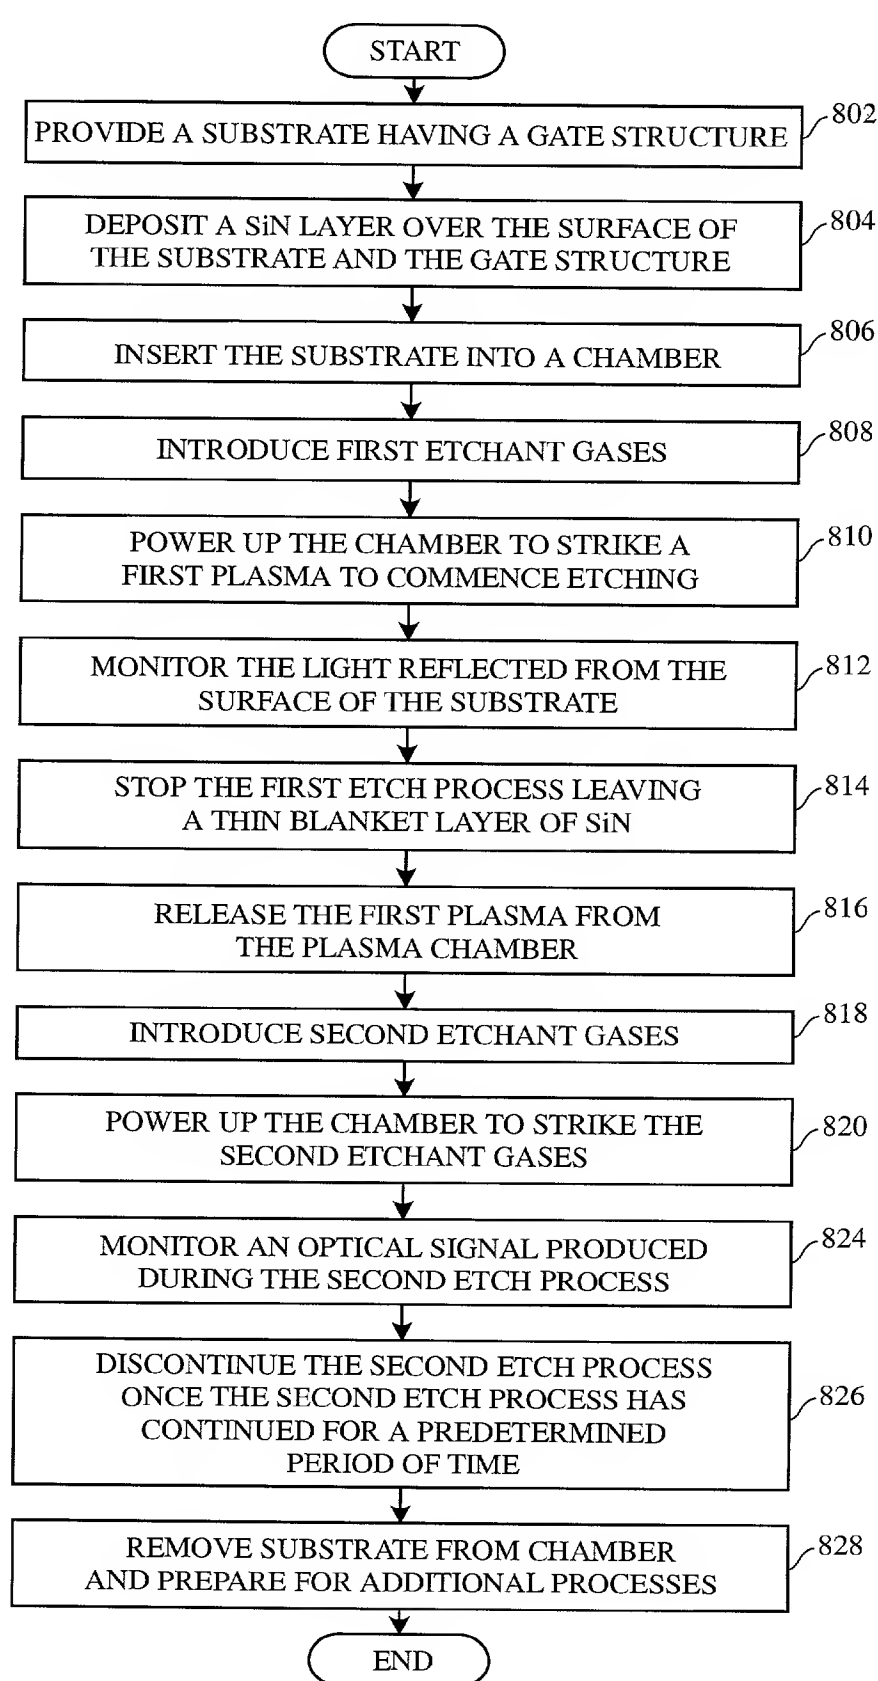 START
PROVIDE A SUBSTRATE HAVING A GATE STRUCTURE
802
DEPOSIT A SiN LAYER OVER THE SURFACE OF
THE SUBSTRATE AND THE GATE STRUCTURE
804
INSERT THE SUBSTRATE INTO A CHAMBER
806
INTRODUCE FIRST ETCHANT GASES
808
POWER UP THE CHAMBER TO STRIKE A
FIRST PLASMA TO COMMENCE ETCHING
810
MONITOR THE LIGHT REFLECTED FROM THE
SURFACE OF THE SUBSTRATE
812
STOP THE FIRST ETCH PROCESS LEAVING
A THIN BLANKET LAYER OF SiN
814
RELEASE THE FIRST PLASMA FROM
THE PLASMA CHAMBER
816
INTRODUCE SECOND ETCHANT GASES
818
POWER UP THE CHAMBER TO STRIKE THE
SECOND ETCHANT GASES
820
MONITOR AN OPTICAL SIGNAL PRODUCED
DURING THE SECOND ETCH PROCESS
824
DISCONTINUE THE SECOND ETCH PROCESS
ONCE THE SECOND ETCH PROCESS HAS
CONTINUED FOR A PREDETERMINED
PERIOD OF TIME
826
REMOVE SUBSTRATE FROM CHAMBER
AND PREPARE FOR ADDITIONAL PROCESSES
828
END